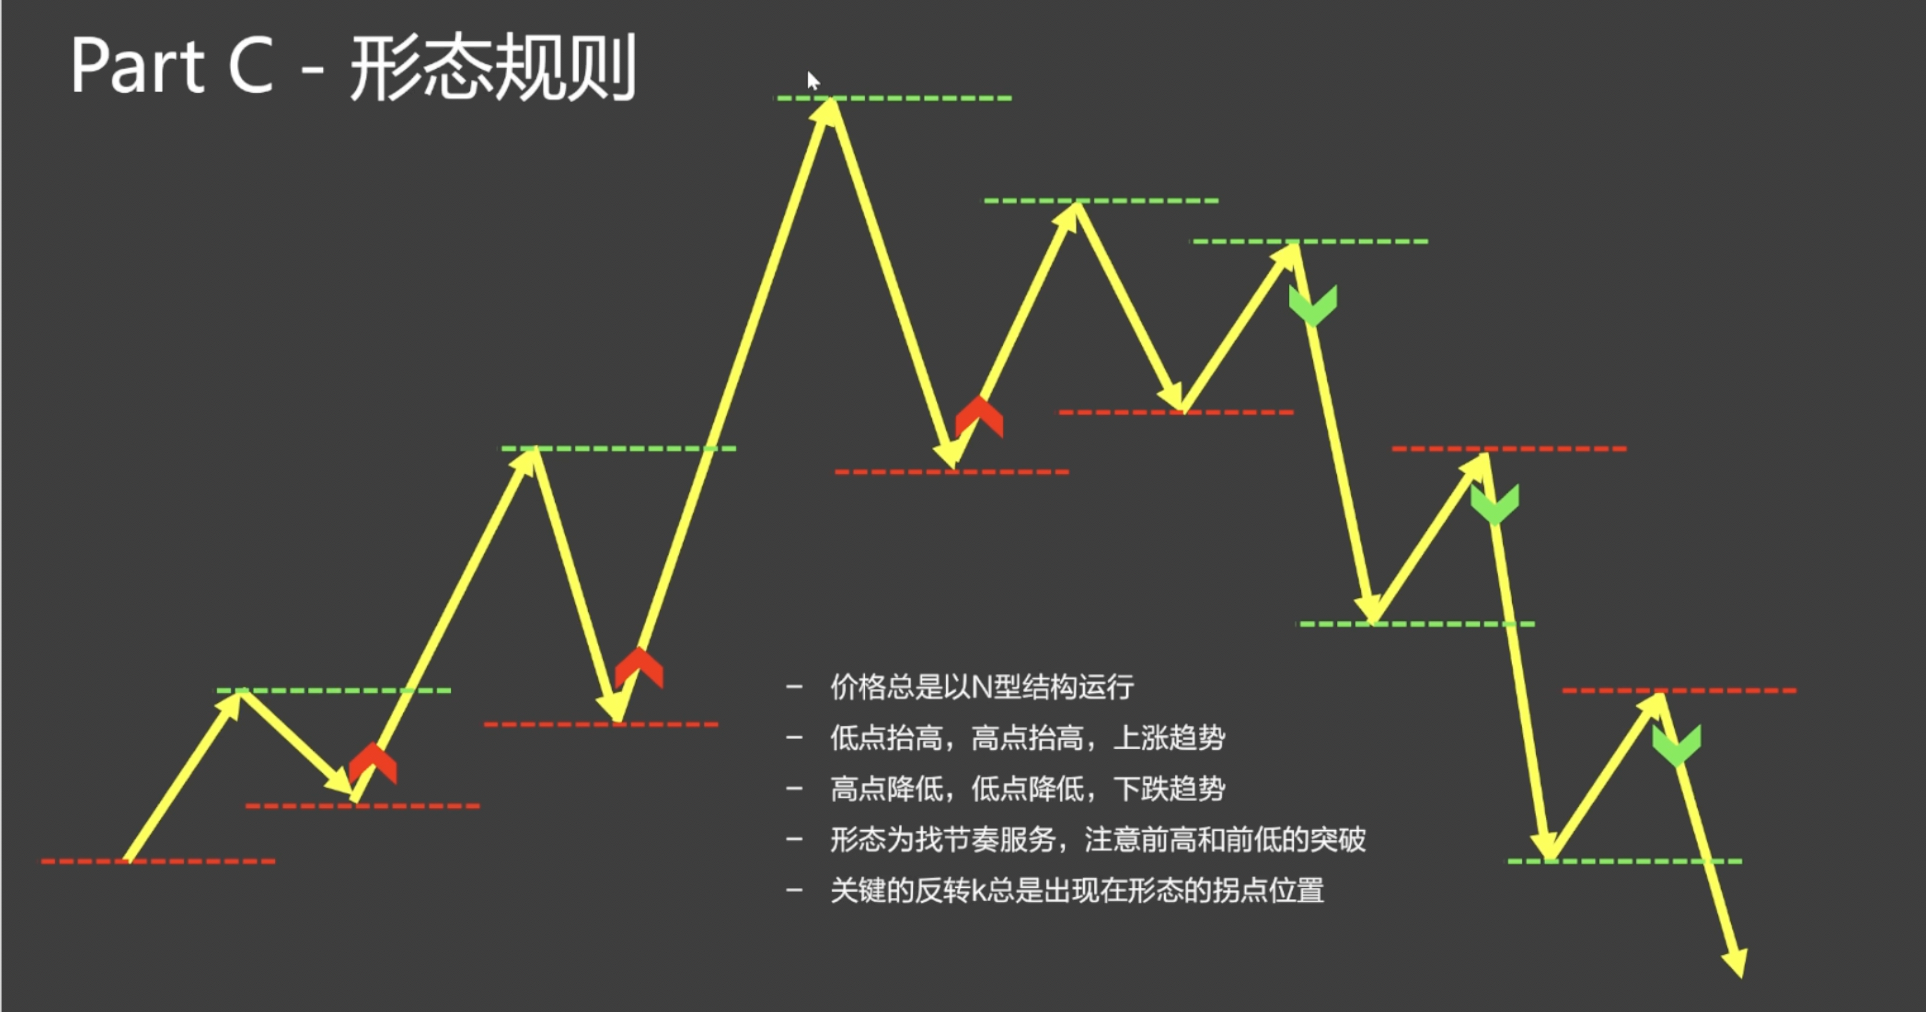 Part C - 形态规则
- 价格总是以N型结构运行
- 低点抬高，高点抬高，上涨趋势
- 高点降低，低点降低，下跌趋势
- 形态为找节奏服务，注意前高和前低的突破
- 关键的反转k总是出现在形态的拐点位置